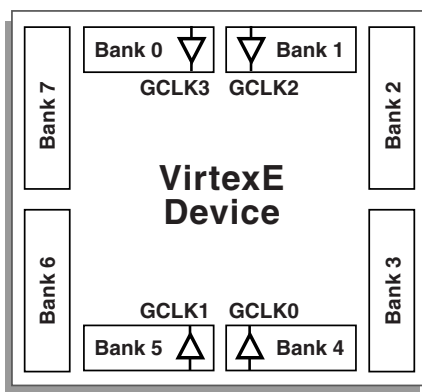 Bank 0
Bank 1
GCLK3
GCLK2
Bank 7
Bank 2
VirtexE
Device
Bank 6
Bank 3
GCLK1
GCLK0
Bank 5
Bank 4